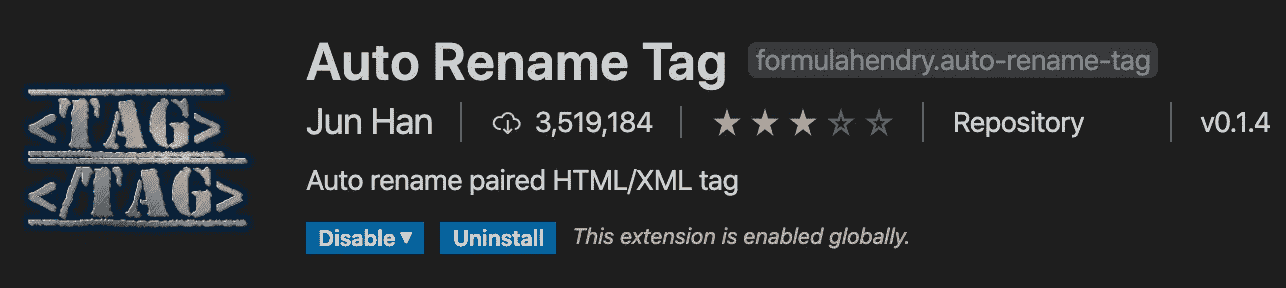 <TAG>
</TAG>
Auto Rename Tag formulahendry.auto-rename-tag
Jun Han 3,519,184 Repository v0.1.4
Auto rename paired HTML/XML tag
Disable Uninstall This extension is enabled globally.